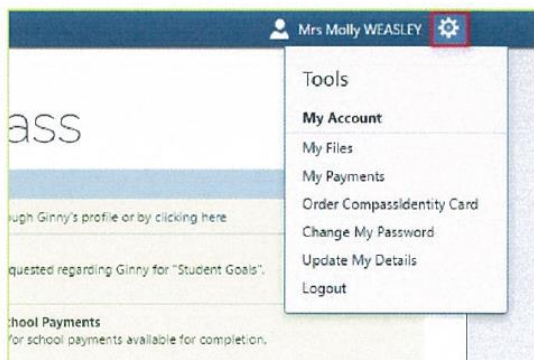 Mrs Molly WEASLEY
Tools
My Account
My Files
My Payments
Order CompassIdentity Card
Change My Password
Update My Details
Logout
ass
ugh Ginny's profile or by clicking here
quested regarding Ginny for "Student Goals".
chool Payments
for school payments available for completion.